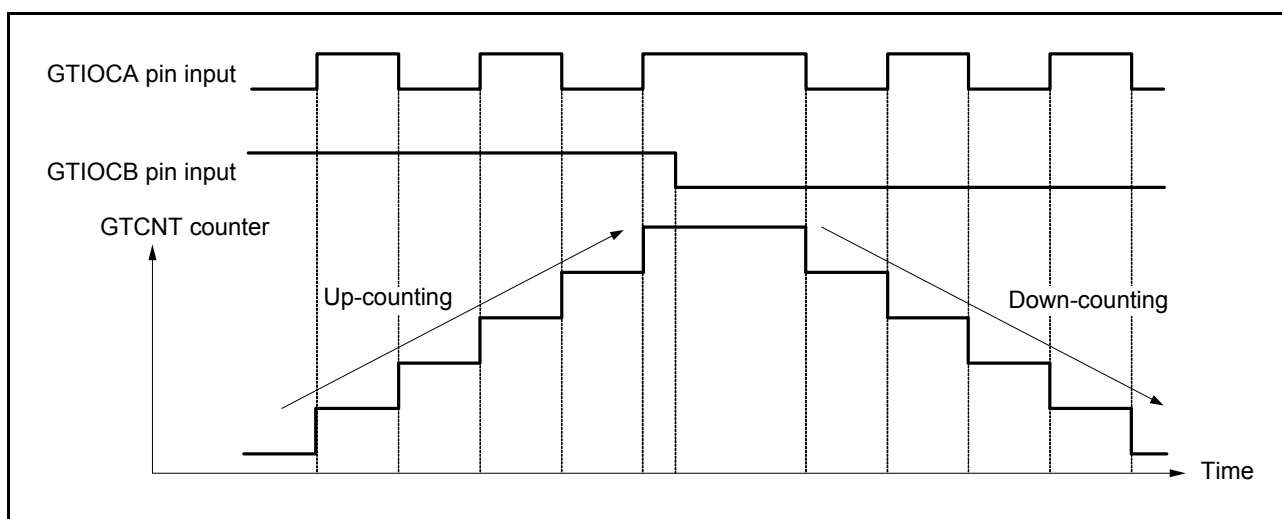 GTIOCA pin input
GTIOCB pin input
GTCNT counter
Up-counting
Down-counting
Time